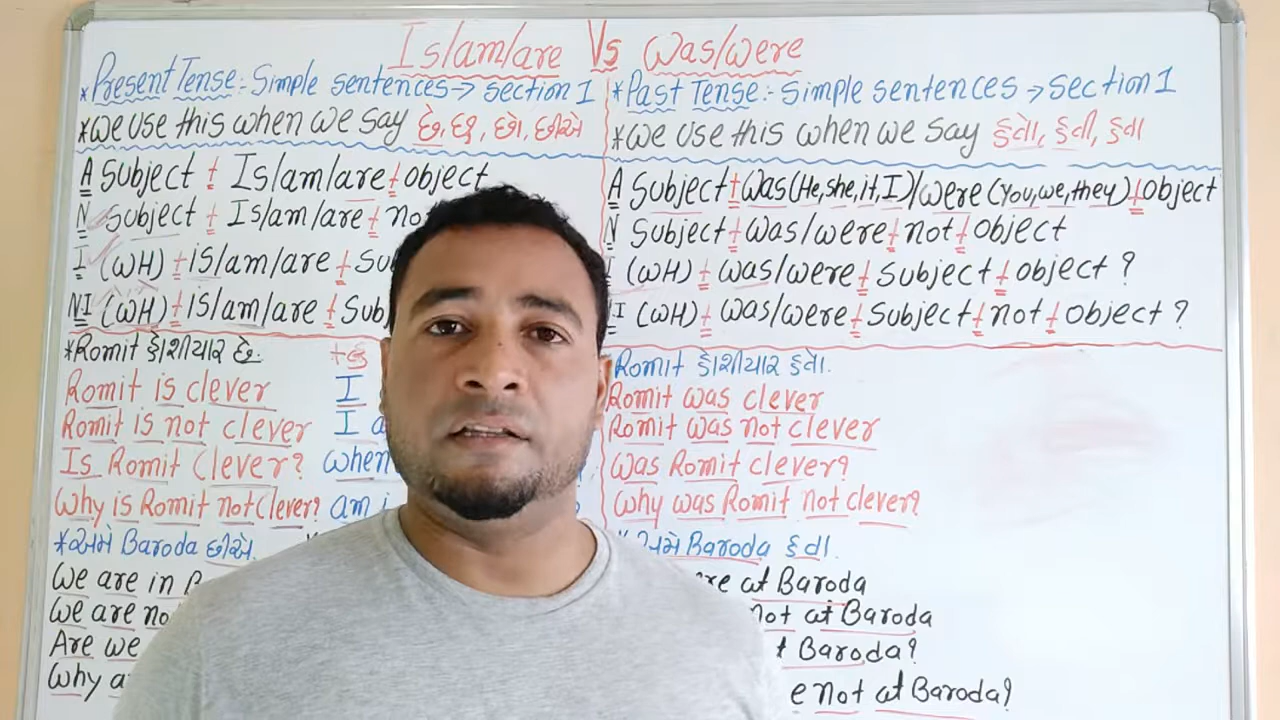 Is/am/are Vs was/were
*Present Tense:- Simple sentences → section 1
*we use this when we say છે, છું, છો, છીએ
A Subject + Is/am/are + object
N Subject + Is/am/are + no
I (WH) + is/am/are + Su
NI (WH) + is/am/are + Sub
*Romit હોશીયાર છે.
Romit is clever
Romit is not clever
Is Romit clever?
Why is Romit not clever?
I
I a
when
am i
*અમે Baroda છીએ.
we are in B
we are no
Are we
Why a
*Past Tense:- Simple sentences → section 1
*we use this when we say હતો, હતી, હતા
A Subject + was (He, she, it, I) / were (you, we, they) + object
N Subject + was/were + not + object
I (WH) + was/were + subject + object ?
I (WH) + was/were + Subject + not + object ?
Romit હોશીયાર હતો.
Romit was clever
Romit was not clever
Was Romit clever?
Why was Romit not clever?
અમે Baroda હતા.
re at Baroda
not at Baroda
t Baroda?
e not at Baroda?